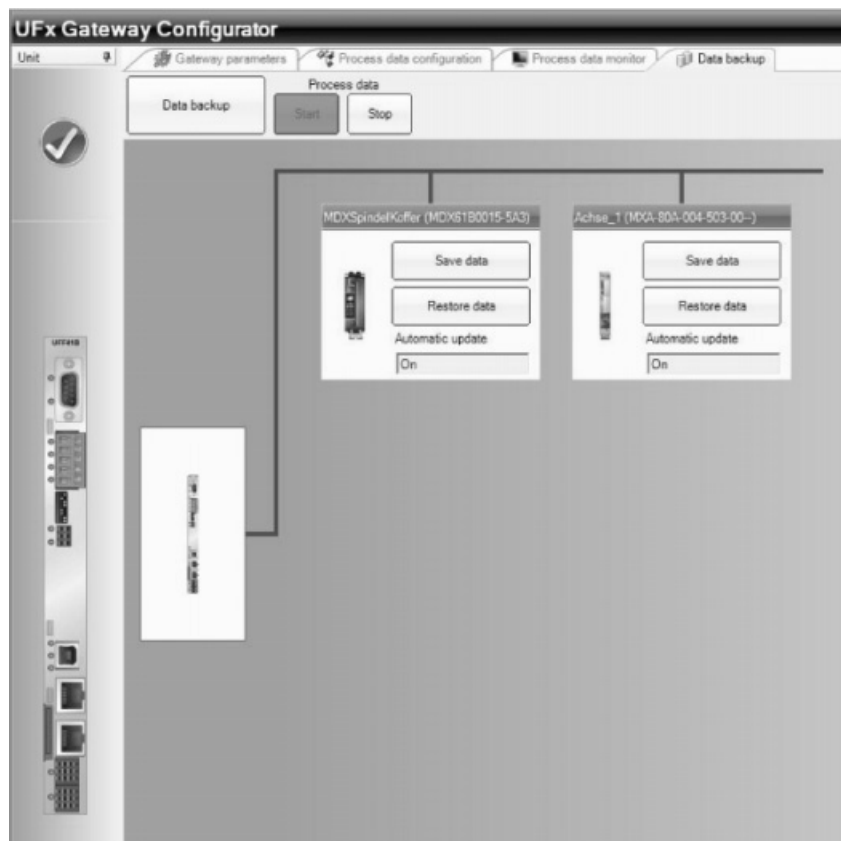 UFx Gateway Configurator
Unit
Gateway parameters
Process data configuration
Process data monitor
Data backup
Data backup
Process data
Start
Stop
MDXSpindelKoffer (MDX61B0015-5A3)
Save data
Restore data
Automatic update
On
Achse_1 (MXA-80A-004-503-00--)
Save data
Restore data
Automatic update
On
UFF41B